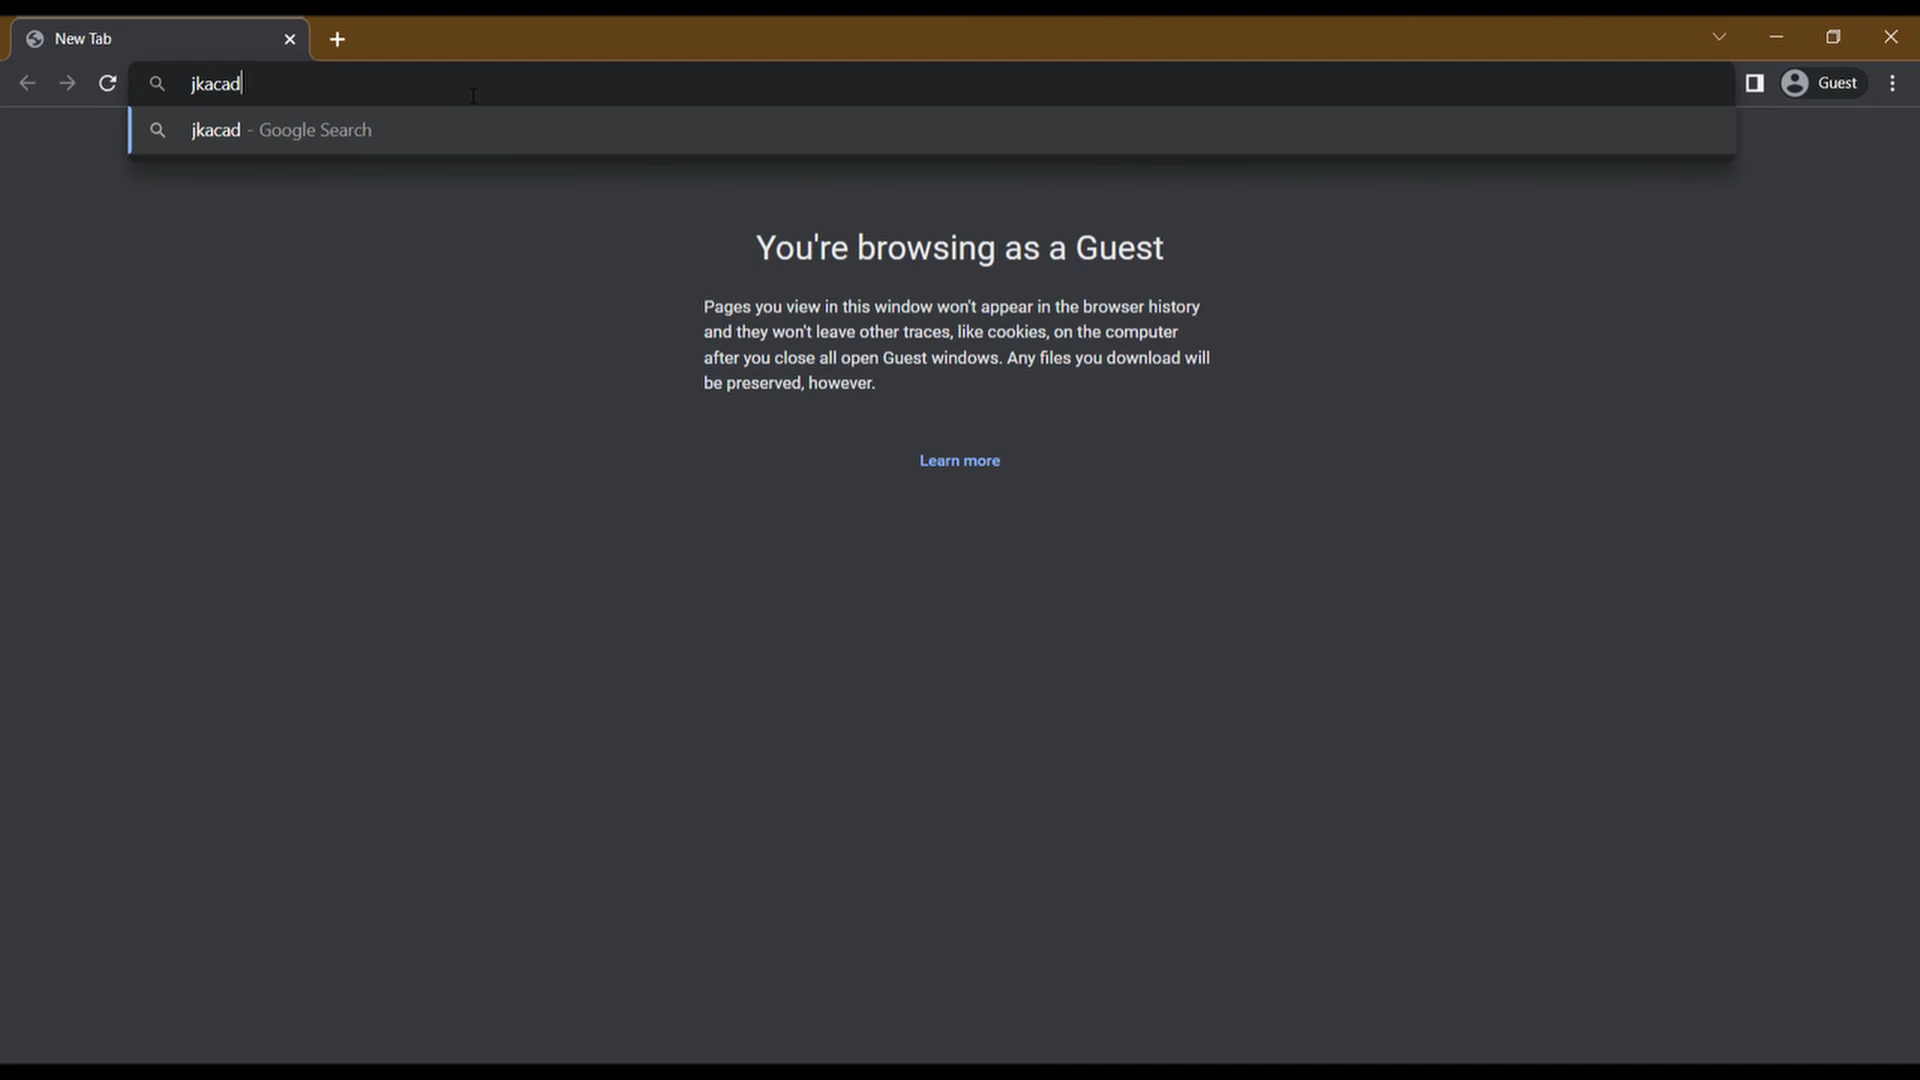 New Tab
jkacad
Guest
jkacad - Google Search
You're browsing as a Guest
Pages you view in this window won't appear in the browser history
and they won't leave other traces, like cookies, on the computer
after you close all open Guest windows. Any files you download will
be preserved, however.
Learn more